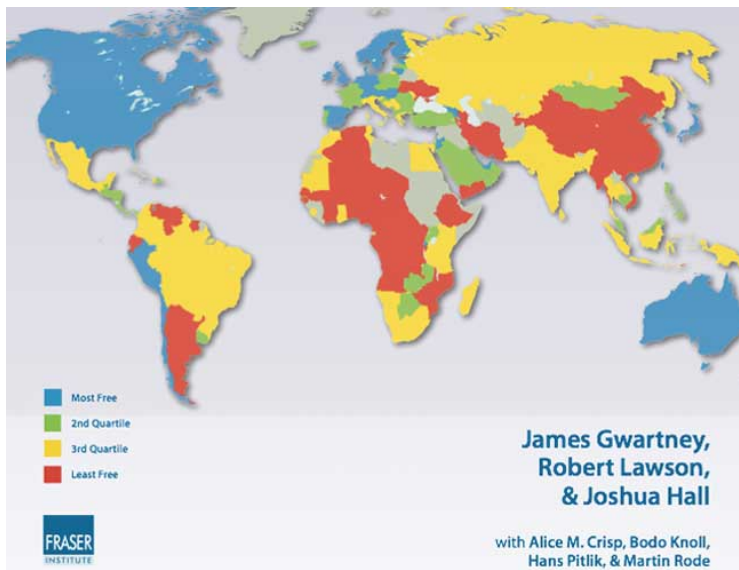 Most Free
2nd Quartile
3rd Quartile
Least Free
James Gwartney,
Robert Lawson,
& Joshua Hall
FRASER
INSTITUTE
with Alice M. Crisp, Bodo Knoll,
Hans Pitlik, & Martin Rode